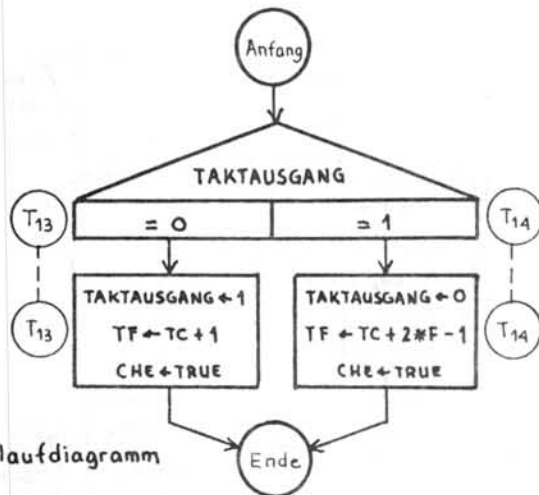 Anfang
TAKTAUSGANG
T13
= 0
= 1
T14
TAKTAUSGANG ← 1
TF ← TC + 1
CHE ← TRUE
T13
TAKTAUSGANG ← 0
TF ← TC + 2*F - 1
CHE ← TRUE
T14
laufdiagramm
Ende